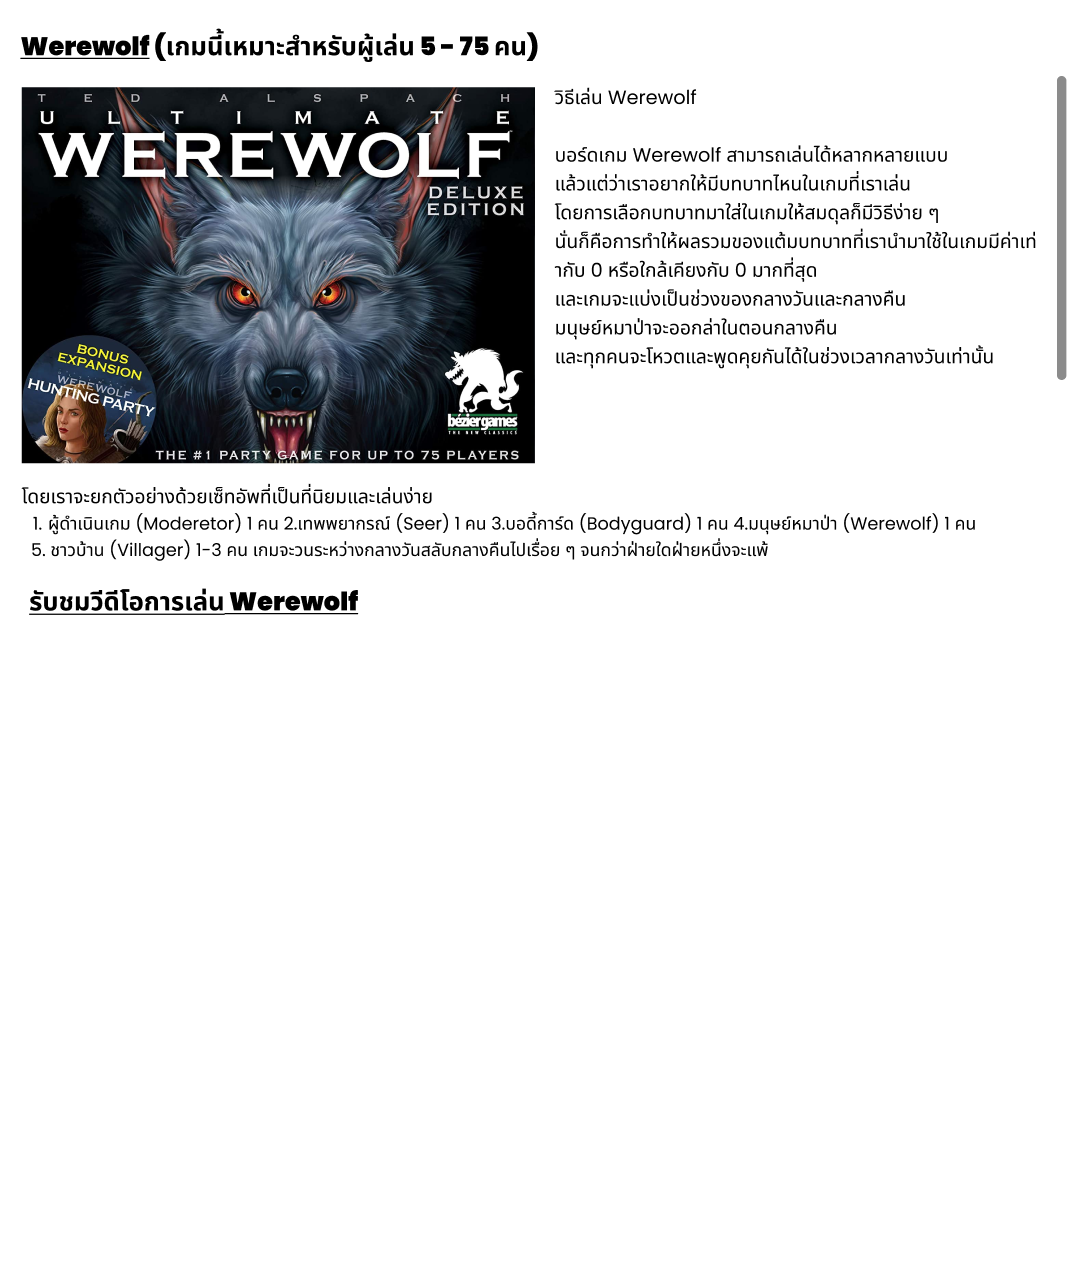 Werewolf (เกมนี้เหมาะสำหรับผู้เล่น 5 - 75 คน)
TED ALSPACH
ULTIMATE
WEREWOLF
DELUXE
EDITION
BONUS
EXPANSION
WEREWOLF
HUNTING PARTY
béziergames
THE NEW CLASSICS
THE #1 PARTY GAME FOR UP TO 75 PLAYERS
วิธีเล่น Werewolf
บอร์ดเกม Werewolf สามารถเล่นได้หลากหลายแบบ
แล้วแต่ว่าเราอยากให้มีบทบาทไหนในเกมที่เราเล่น
โดยการเลือกบทบาทมาใส่ในเกมให้สมดุลก็มีวิธีง่าย ๆ
นั่นก็คือการทำให้ผลรวมของแต้มบทบาทที่เรานำมาใช้ในเกมมีค่าเท่
ากับ 0 หรือใกล้เคียงกับ 0 มากที่สุด
และเกมจะแบ่งเป็นช่วงของกลางวันและกลางคืน
มนุษย์หมาป่าจะออกล่าในตอนกลางคืน
และทุกคนจะโหวตและพูดคุยกันได้ในช่วงเวลากลางวันเท่านั้น
โดยเราจะยกตัวอย่างด้วยเซ็ทอัพที่เป็นที่นิยมและเล่นง่าย
1. ผู้ดำเนินเกม (Moderetor) 1 คน 2.เทพพยากรณ์ (Seer) 1 คน 3.บอดี้การ์ด (Bodyguard) 1 คน 4.มนุษย์หมาป่า (Werewolf) 1 คน
5. ชาวบ้าน (Villager) 1-3 คน เกมจะวนระหว่างกลางวันสลับกลางคืนไปเรื่อย ๆ จนกว่าฝ่ายใดฝ่ายหนึ่งจะแพ้
รับชมวีดีโอการเล่น Werewolf